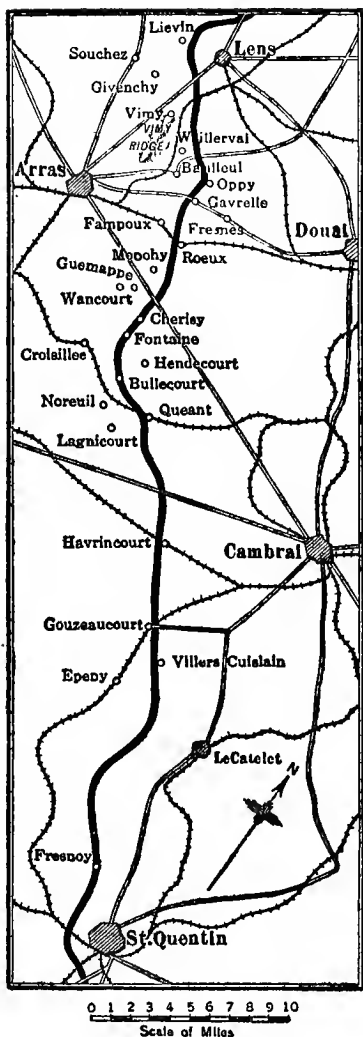 Lievin
Lens
Souchez
Givenchy
Vimy
VIMY
RIDGE
Willerval
Arras
Bailleul
Oppy
Gavrelle
Fampoux
Fresnes
Douai
Roeux
Monchy
Guemappe
Wancourt
Cherisy
Fontaine
Croisilles
Hendecourt
Bullecourt
Noreuil
Queant
Lagnicourt
Havrincourt
Cambrai
Gouzeaucourt
Villers Guislain
Epeny
LeCatelet
N
Fresnoy
St. Quentin
0 1 2 3 4 5 6 7 8 9 10
Scale of Miles